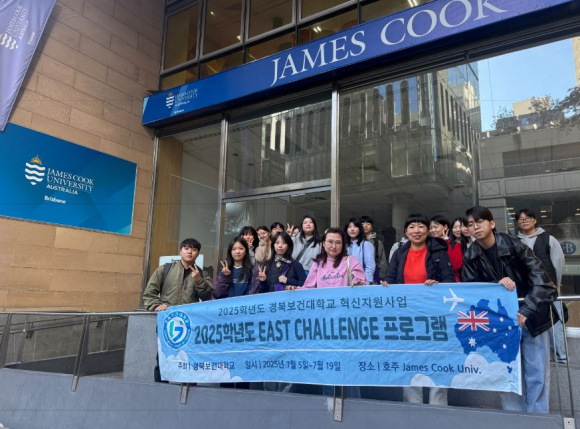 JAMES COOK
JAMES COOK
UNIVERSITY
AUSTRALIA
JAMES COOK
UNIVERSITY
AUSTRALIA
Brisbane
2025학년도 경북보건대학교 혁신지원사업
2025학년도 EAST CHALLENGE 프로그램
주최 | 경북보건대학교 일시 | 2025년 7월 5일~7월 19일 장소 | 호주 James Cook Univ.